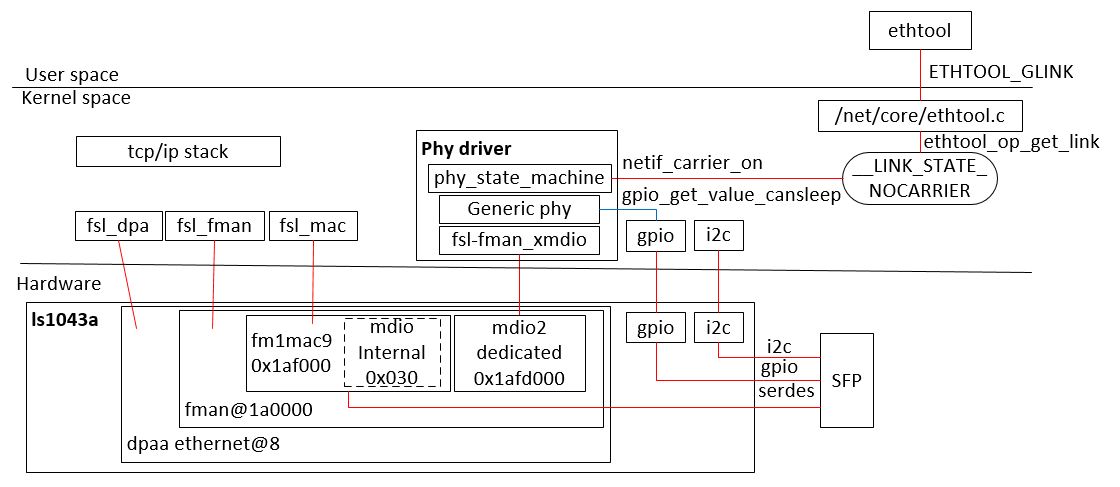 ethtool
User space
ETHTOOL_GLINK
Kernel space
/net/core/ethtool.c
ethtool_op_get_link
tcp/ip stack
Phy driver
phy_state_machine
netif_carrier_on
__LINK_STATE_
NOCARRIER
Generic phy
gpio_get_value_cansleep
fsl_dpa
fsl_fman
fsl_mac
fsl-fman_xmdio
gpio
i2c
Hardware
ls1043a
fm1mac9
0x1af000
mdio
Internal
0x030
mdio2
dedicated
0x1afd000
gpio
i2c
i2c
gpio
serdes
SFP
fman@1a0000
dpaa ethernet@8